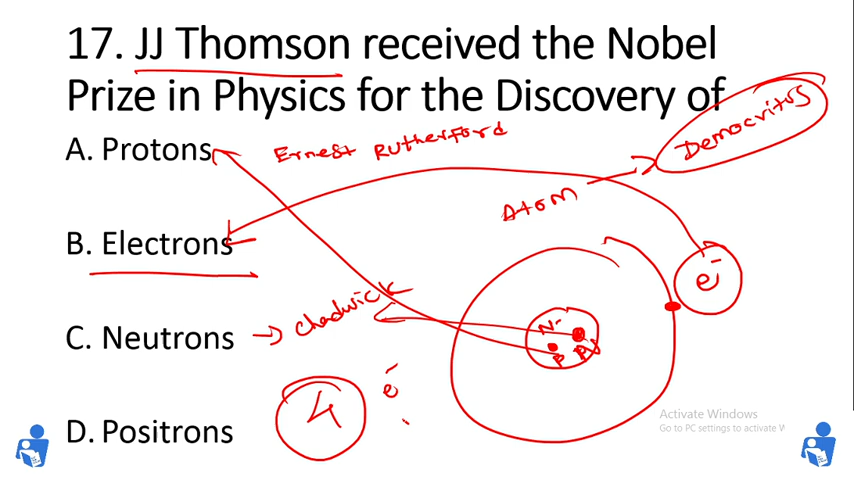 17. JJ Thomson received the Nobel
Prize in Physics for the Discovery of
A. Protons
Ernest Rutherford
Democritus
Atom
B. Electrons
e-
C. Neutrons → Chadwick
N-
P
4
e-
D. Positrons
Activate Windows
Go to PC settings to activate W